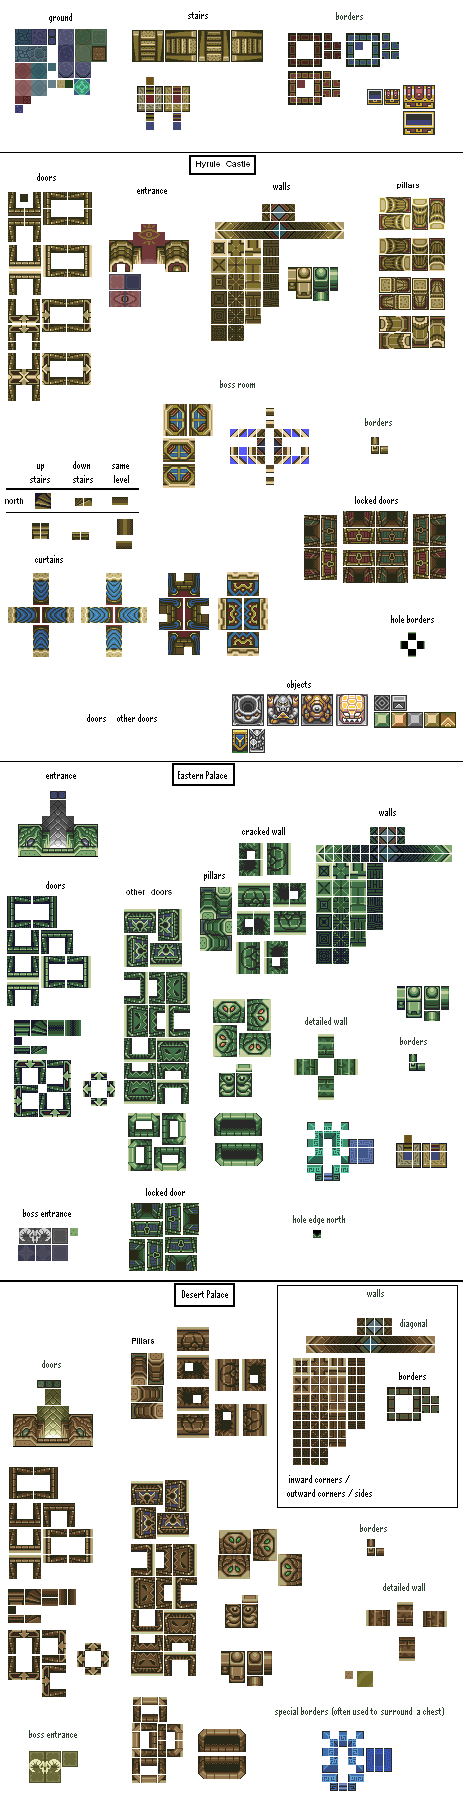 ground
stairs
borders
Hyrule Castle
doors
entrance
walls
pillars
boss room
borders
up stairs
down stairs
same level
north
locked doors
curtains
hole borders
objects
doors other doors
Eastern Palace
entrance
walls
cracked wall
pillars
doors
other doors
detailed wall
borders
locked door
boss entrance
hole edge north
Desert Palace
walls
diagonal
Pillars
doors
borders
inward corners /
outward corners / sides
borders
detailed wall
special borders (often used to surround a chest)
boss entrance